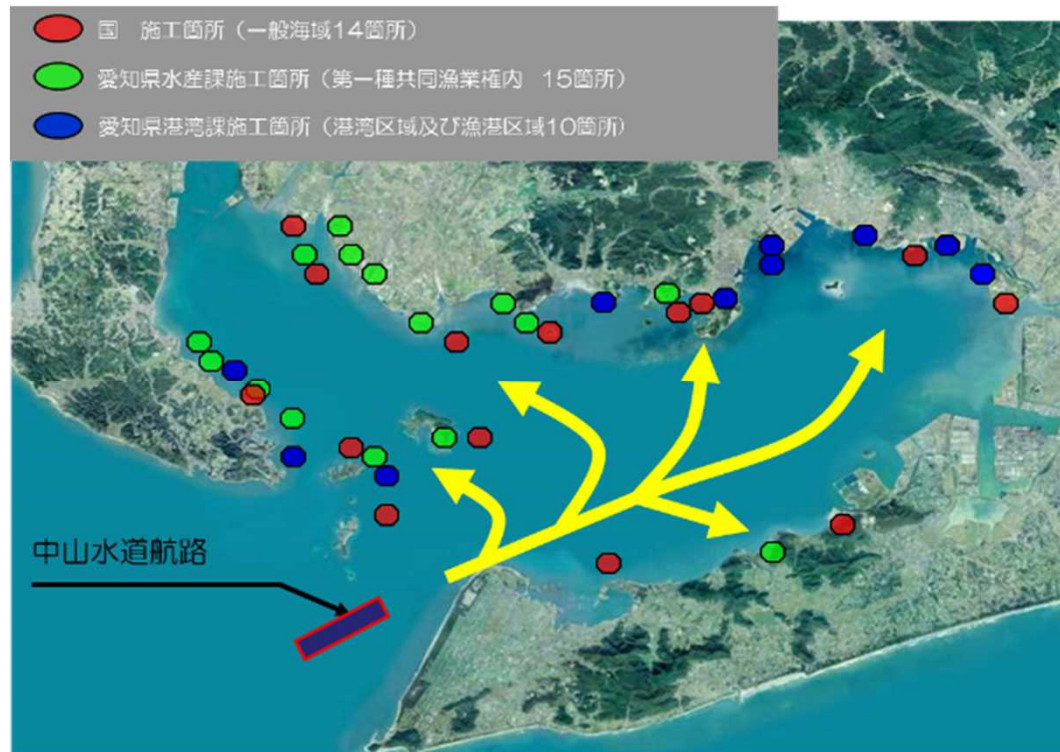 国　施工箇所（一般海域14箇所）
愛知県水産課施工箇所（第一種共同漁業権内　15箇所）
愛知県港湾課施工箇所（港湾区域及び漁港区域10箇所）
中山水道航路